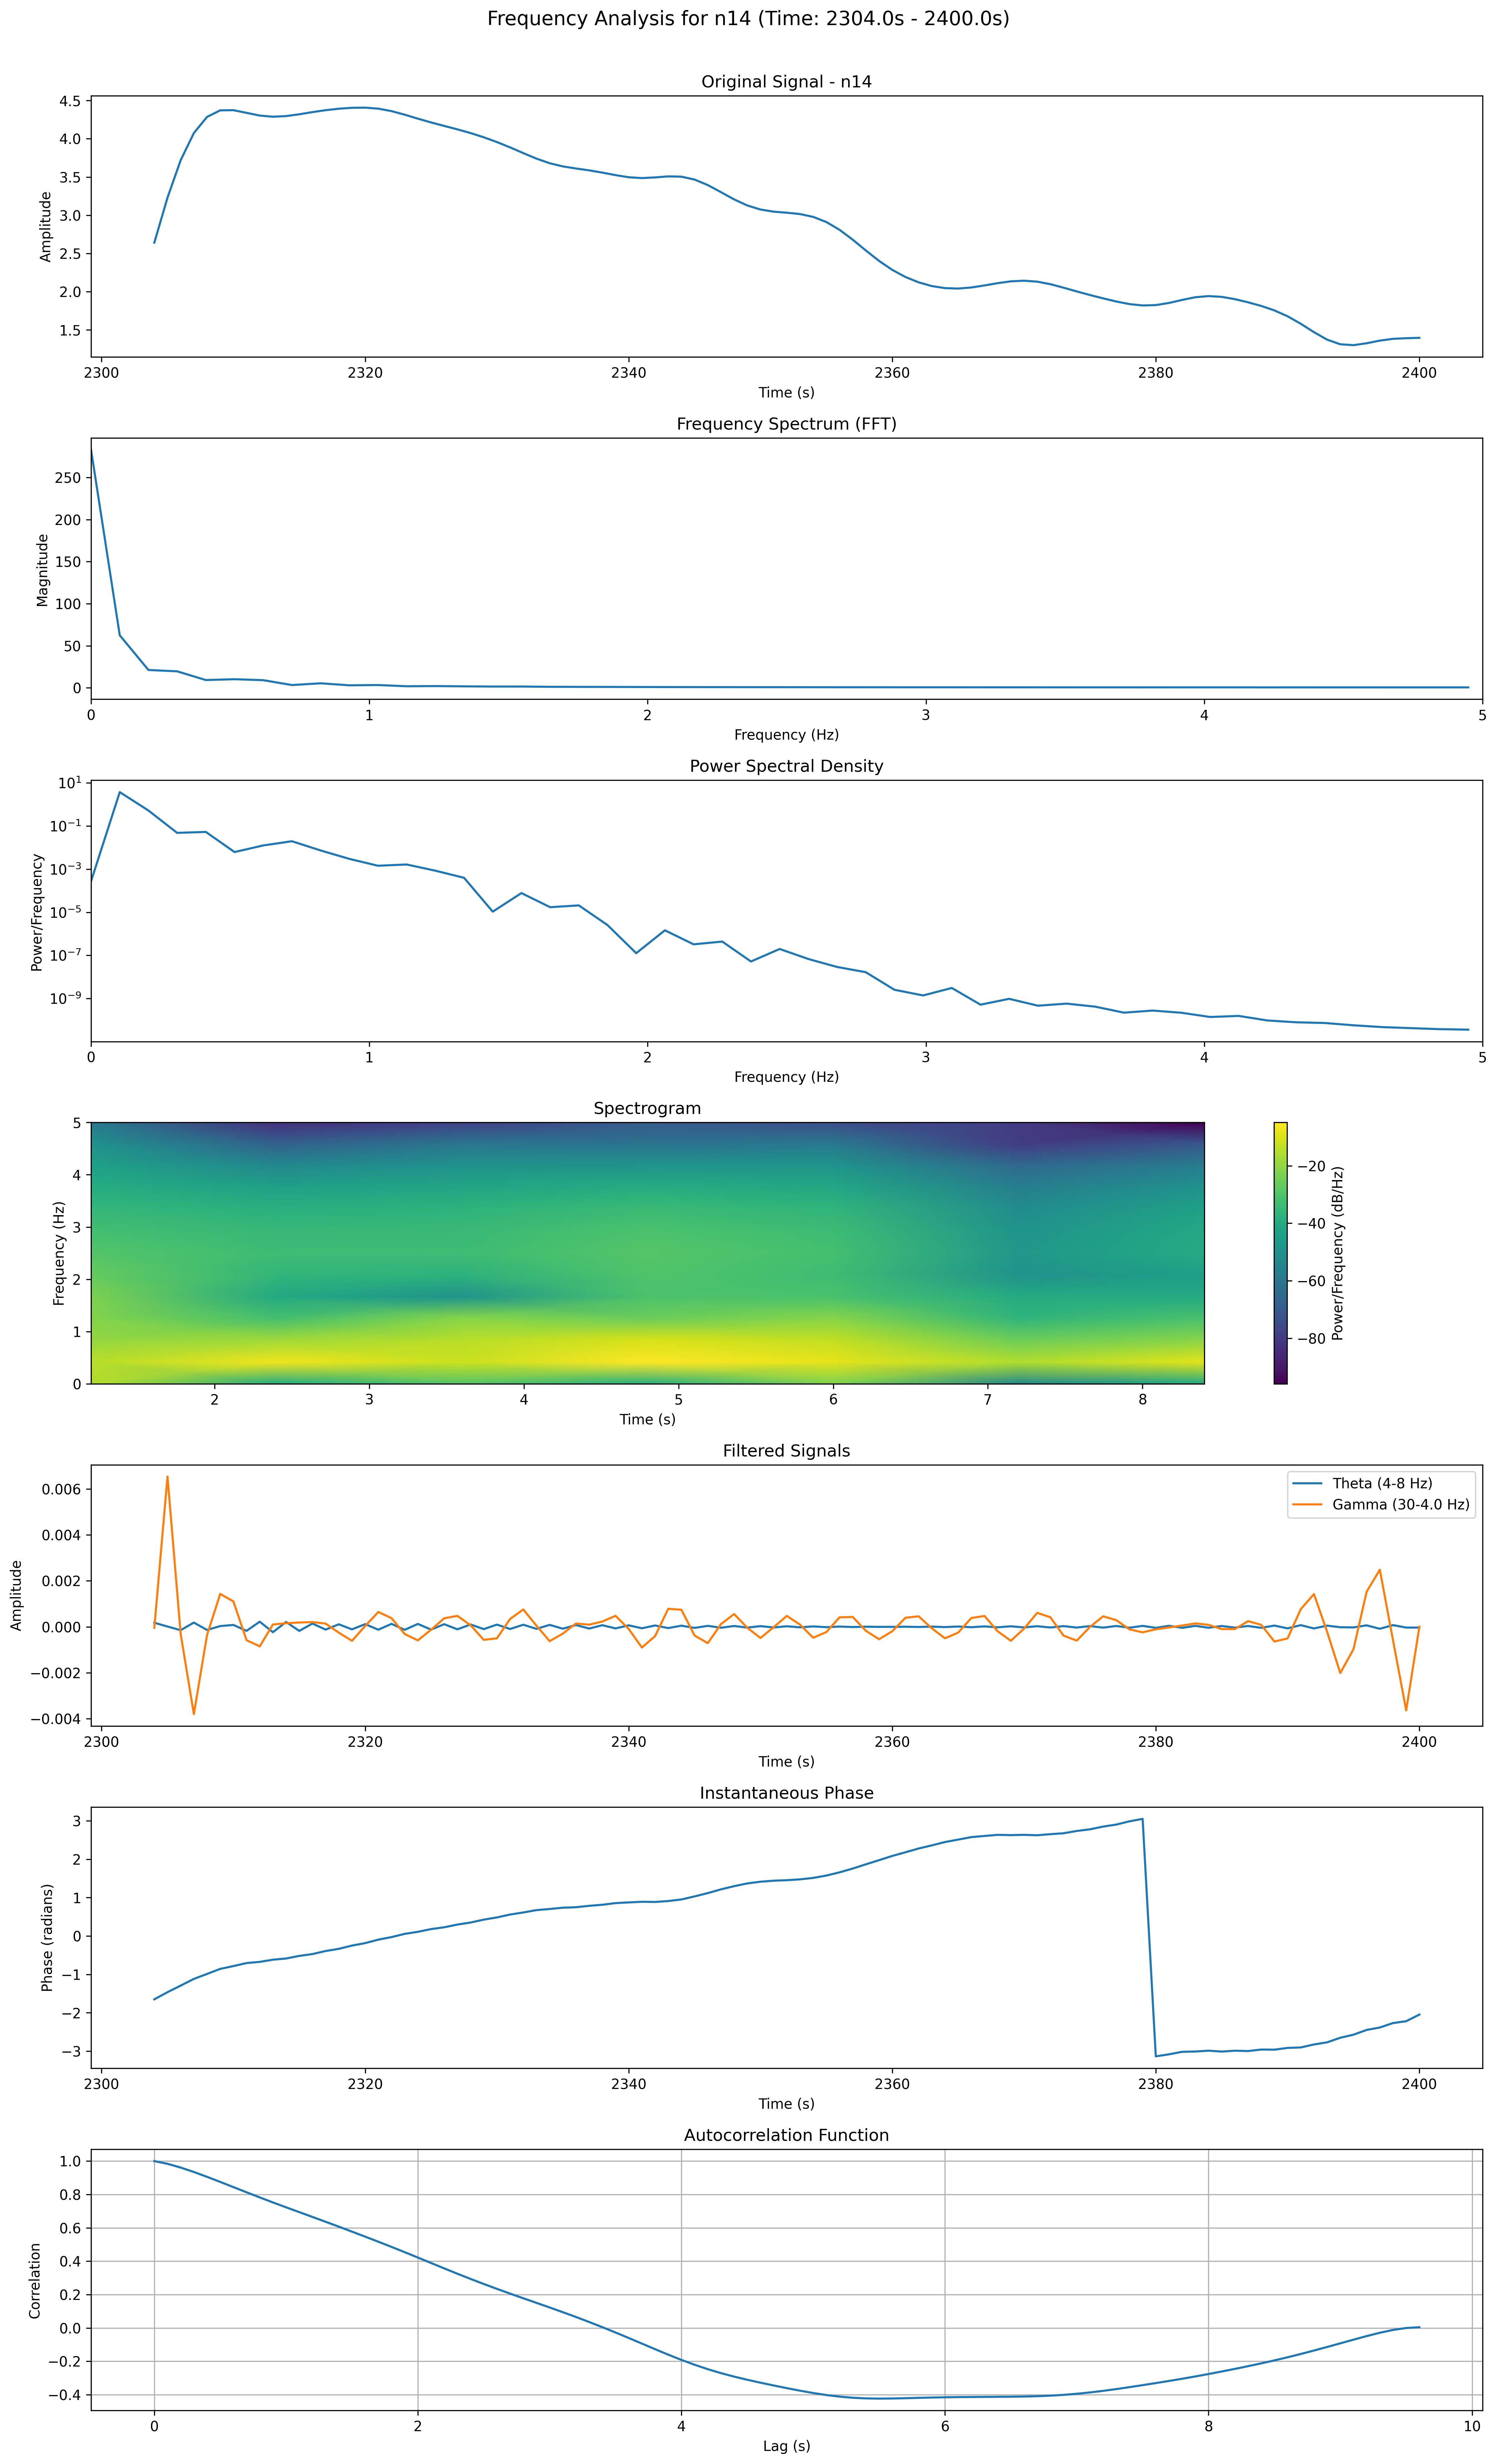 Frequency Analysis for n14 (Time: 2304.0s - 2400.0s)
Original Signal - n14
4.5
4.0
3.5
3.0
2.5
2.0
1.5
Amplitude
2300 2320 2340 2360 2380 2400
Time (s)
Frequency Spectrum (FFT)
250
200
150
100
50
0
Magnitude
0 1 2 3 4 5
Frequency (Hz)
Power Spectral Density
10¹
10⁻¹
10⁻³
10⁻⁵
10⁻⁷
10⁻⁹
Power/Frequency
0 1 2 3 4 5
Frequency (Hz)
Spectrogram
5
4
3
2
1
0
Frequency (Hz)
2 3 4 5 6 7 8
Time (s)
−20
−40
−60
−80
Power/Frequency (dB/Hz)
Filtered Signals
0.006
0.004
0.002
0.000
−0.002
−0.004
Amplitude
Theta (4-8 Hz)
Gamma (30-4.0 Hz)
2300 2320 2340 2360 2380 2400
Time (s)
Instantaneous Phase
3
2
1
0
−1
−2
−3
Phase (radians)
2300 2320 2340 2360 2380 2400
Time (s)
Autocorrelation Function
1.0
0.8
0.6
0.4
0.2
0.0
−0.2
−0.4
Correlation
0 2 4 6 8 10
Lag (s)